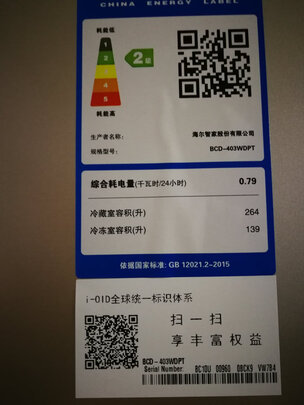 CHINA ENERGY LABEL
耗能低
1
2
3
4
5
2级
耗能高
生产者名称: 海尔智家股份有限公司
规格型号: BCD-403WDPT
综合耗电量(千瓦时/24小时) 0.79
冷藏室容积(升) 264
冷冻室容积(升) 139
依据国家标准: GB 12021.2-2015
i-OID全球统一标识体系
扫一扫
享丰富权益
BCD - 403WDPT
Serial Number: BC1DU 00960 0BCK9 VW7B4